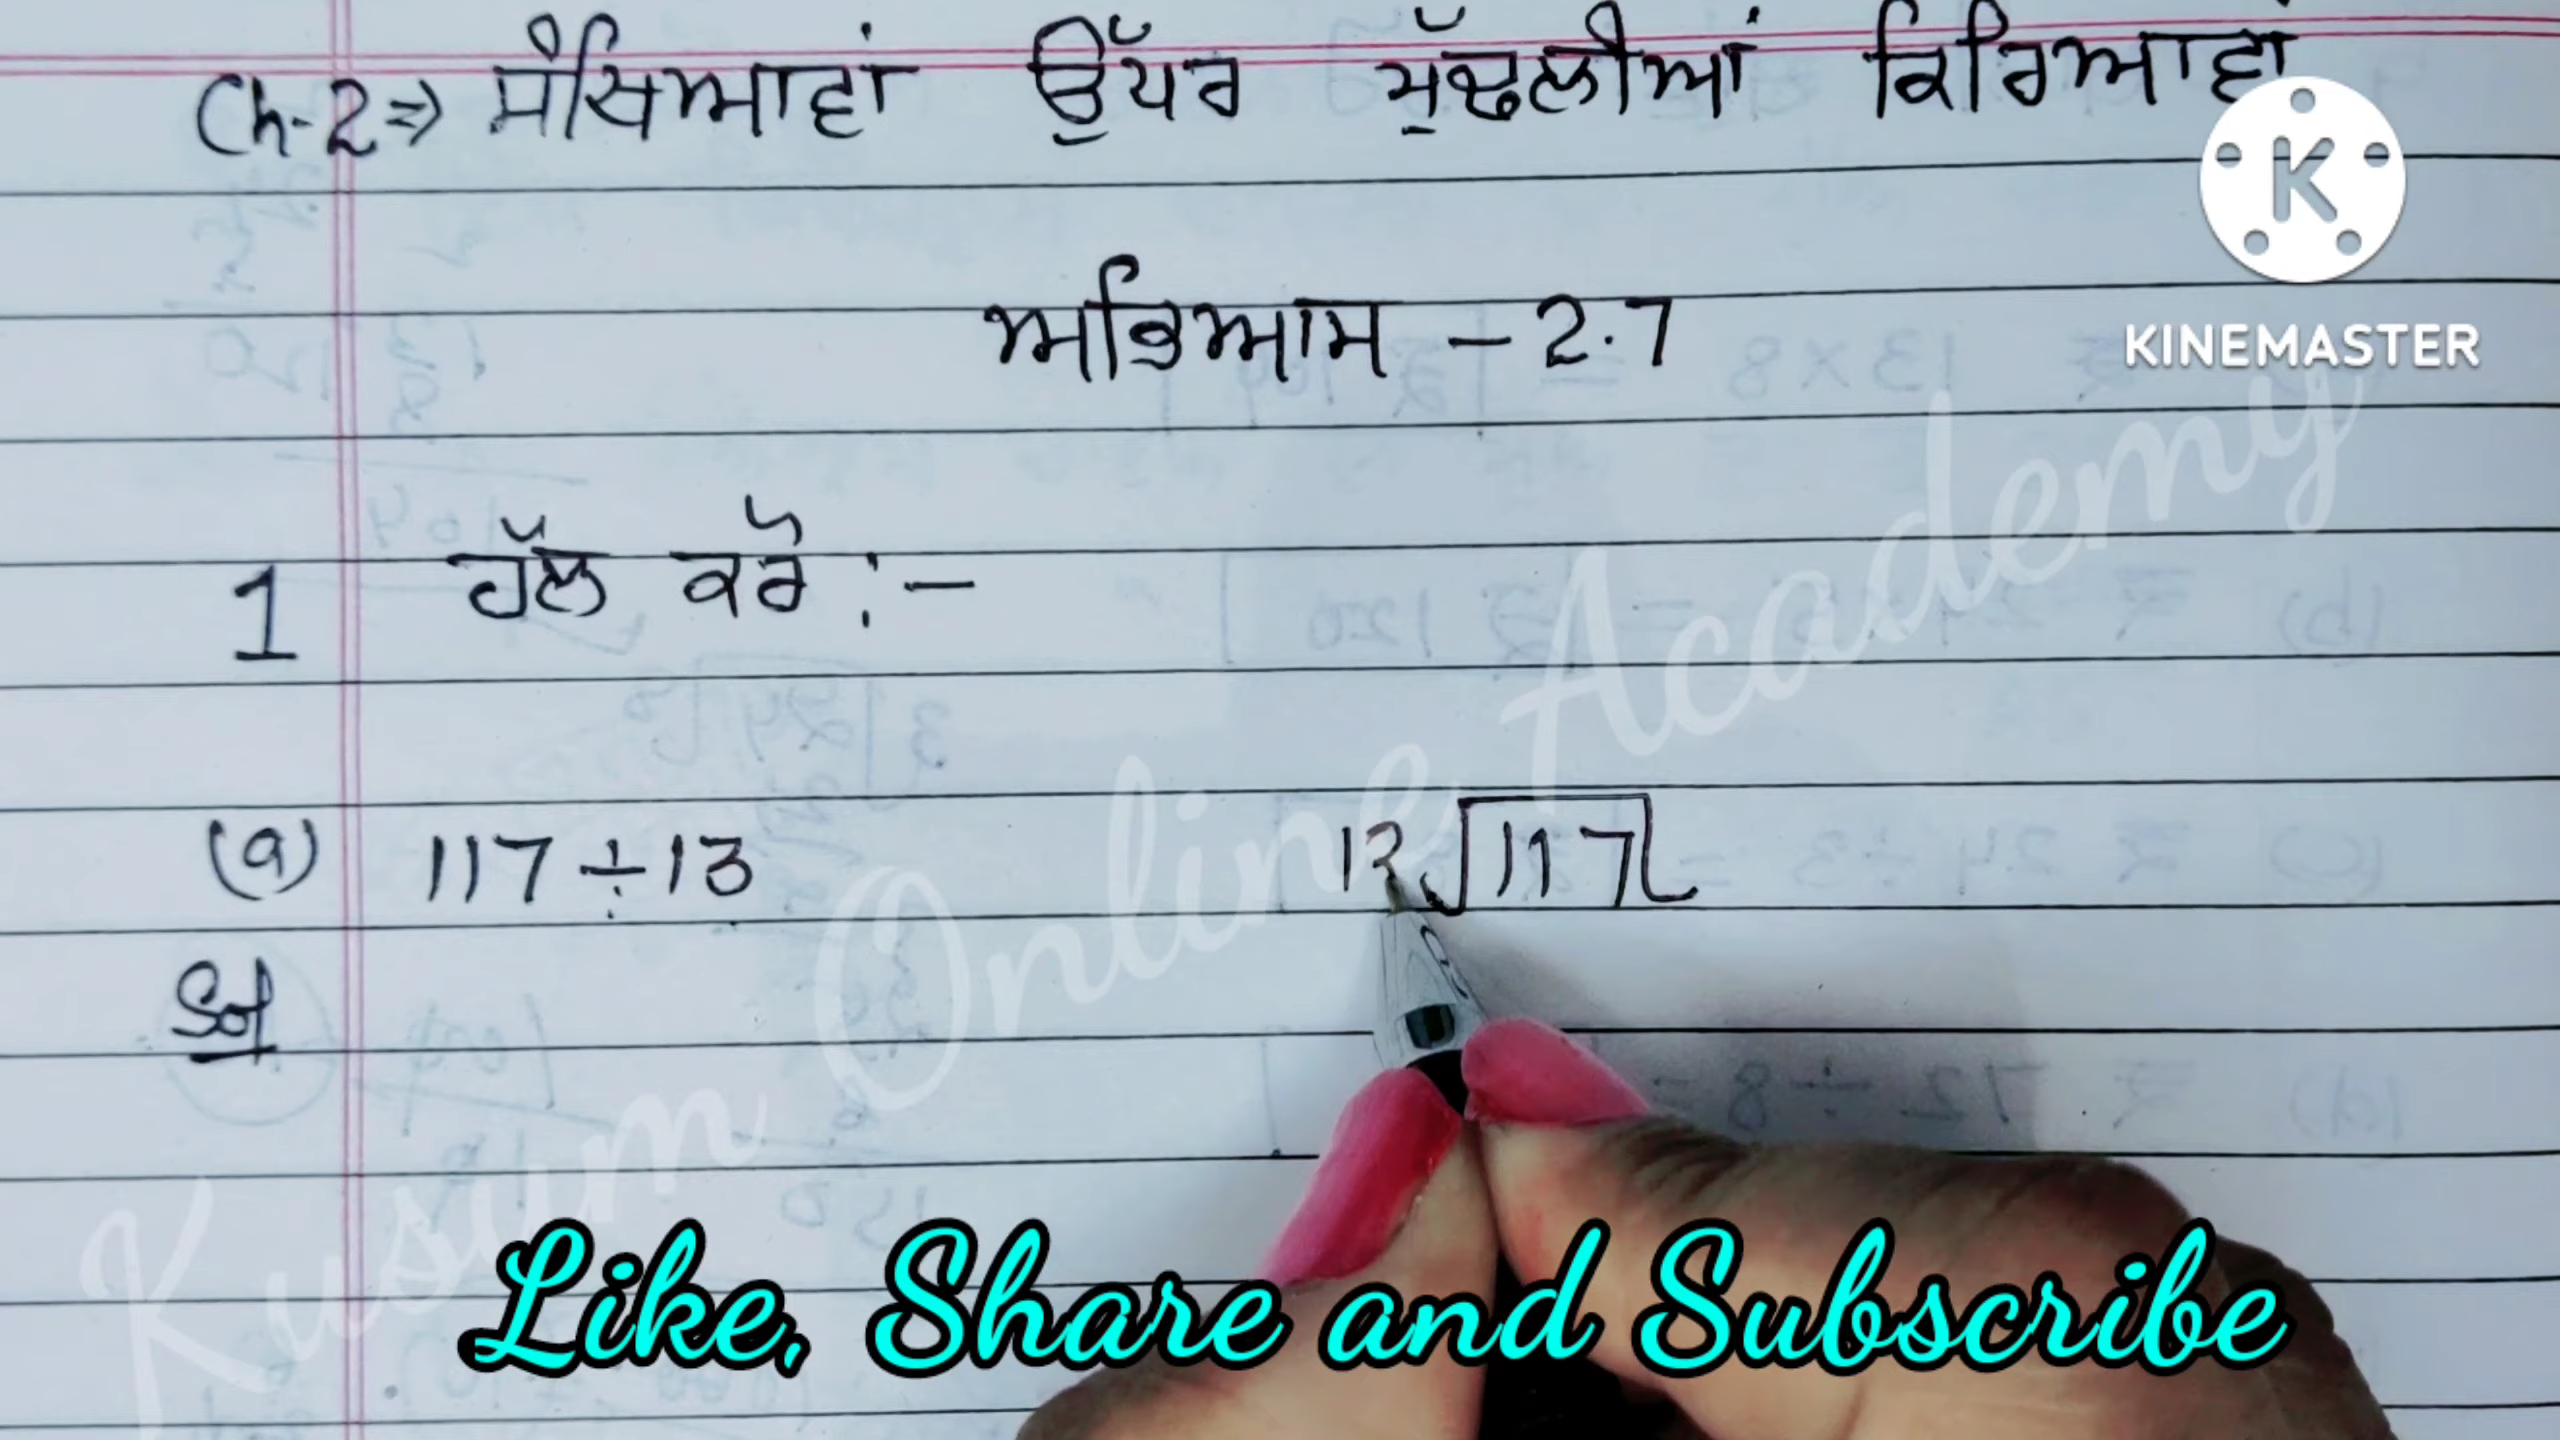 Ch-2⇒ ਸੰਖਿਆਵਾਂ ਉੱਪਰ ਮੁੱਢਲੀਆਂ ਕਿਰਿਆਵਾਂ
K
KINEMASTER
ਅਭਿਆਸ - 2.7
1 ਹੱਲ ਕਰੋ :-
(a) 117 ÷ 13 13 117
Sol
Kusum Online Academy
Like, Share and Subscribe